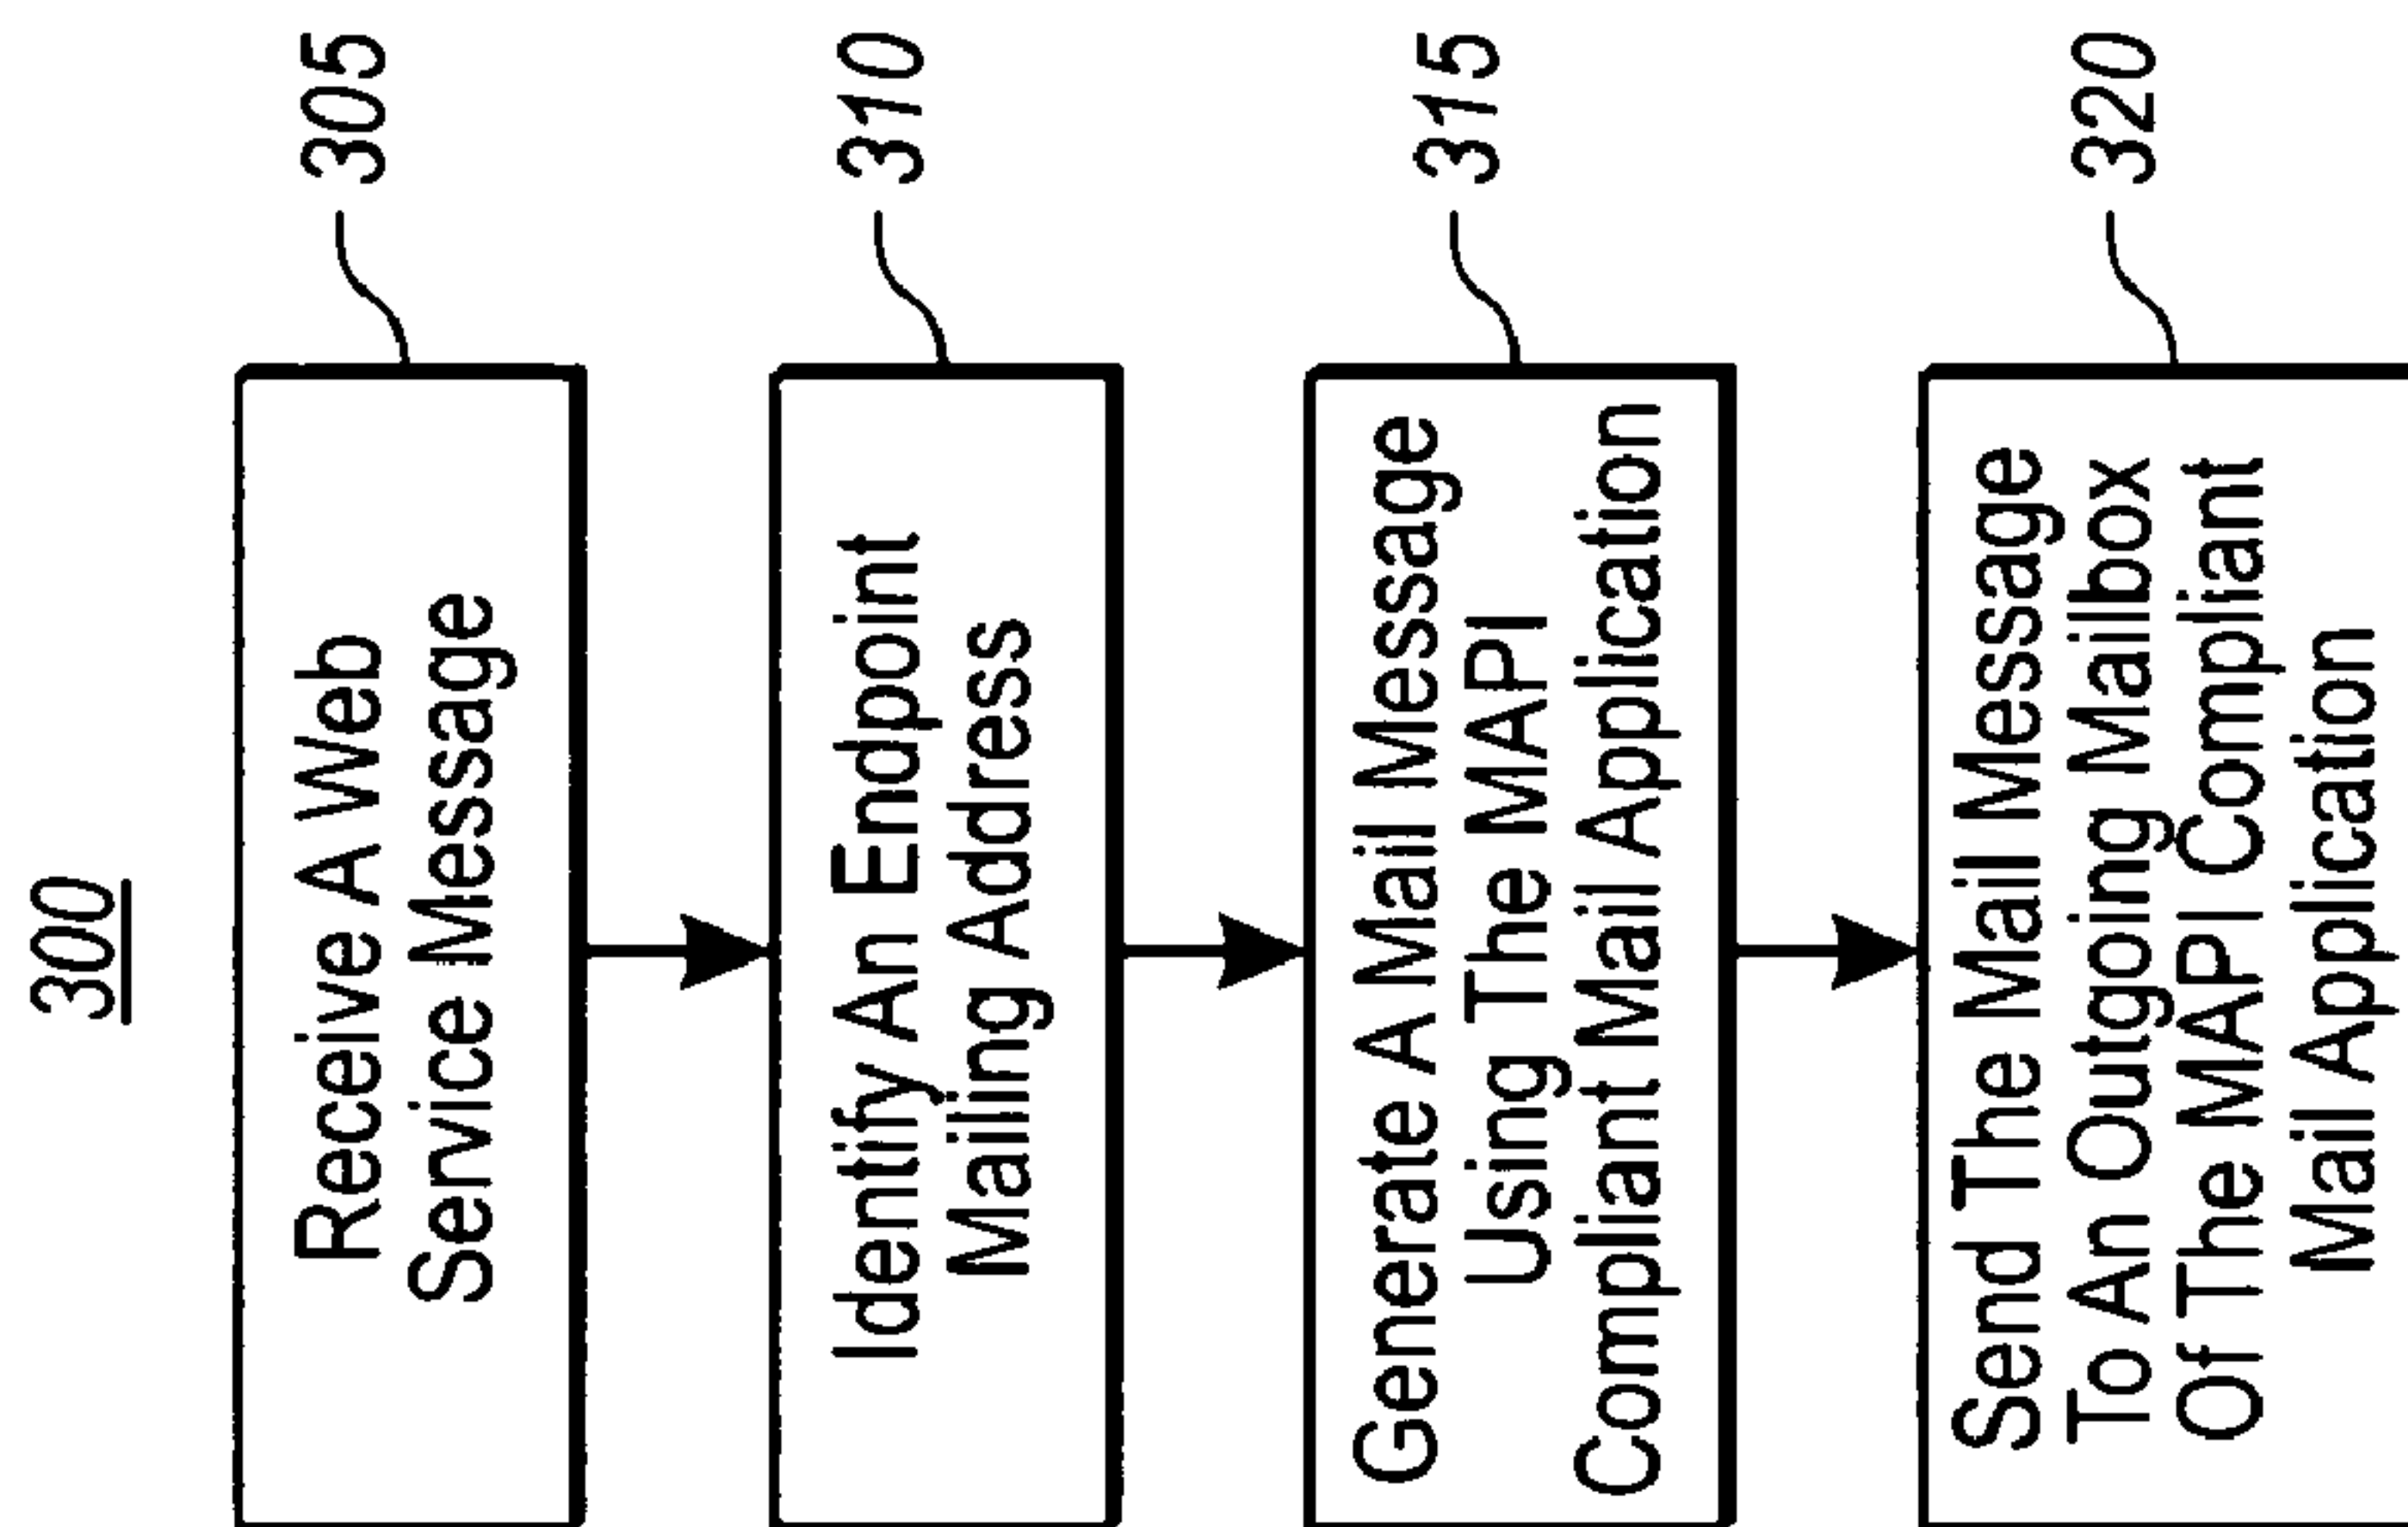 300
Receive A Web
Service Message
305
Identify An Endpoint
Mailing Address
310
Generate A Mail Message
Using The MAPI
Compliant Mail Application
315
Send The Mail Message
To An Outgoing Mailbox
Of The MAPI Compliant
Mail Application
320